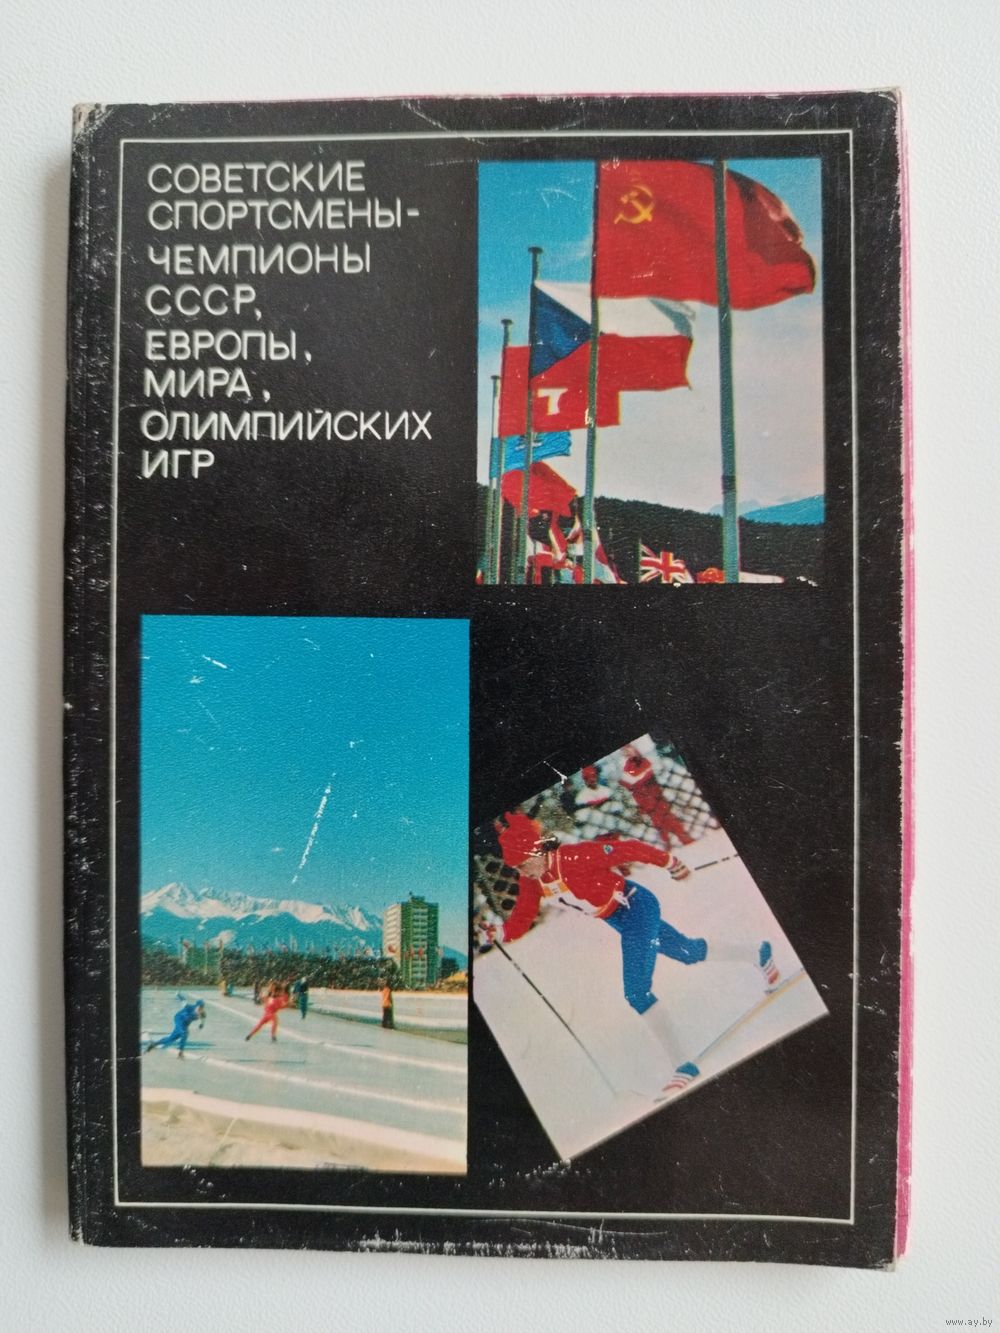 СОВЕТСКИЕ
СПОРТСМЕНЫ-
ЧЕМПИОНЫ
СССР,
ЕВРОПЫ,
МИРА,
ОЛИМПИЙСКИХ
ИГР
www.ay.by